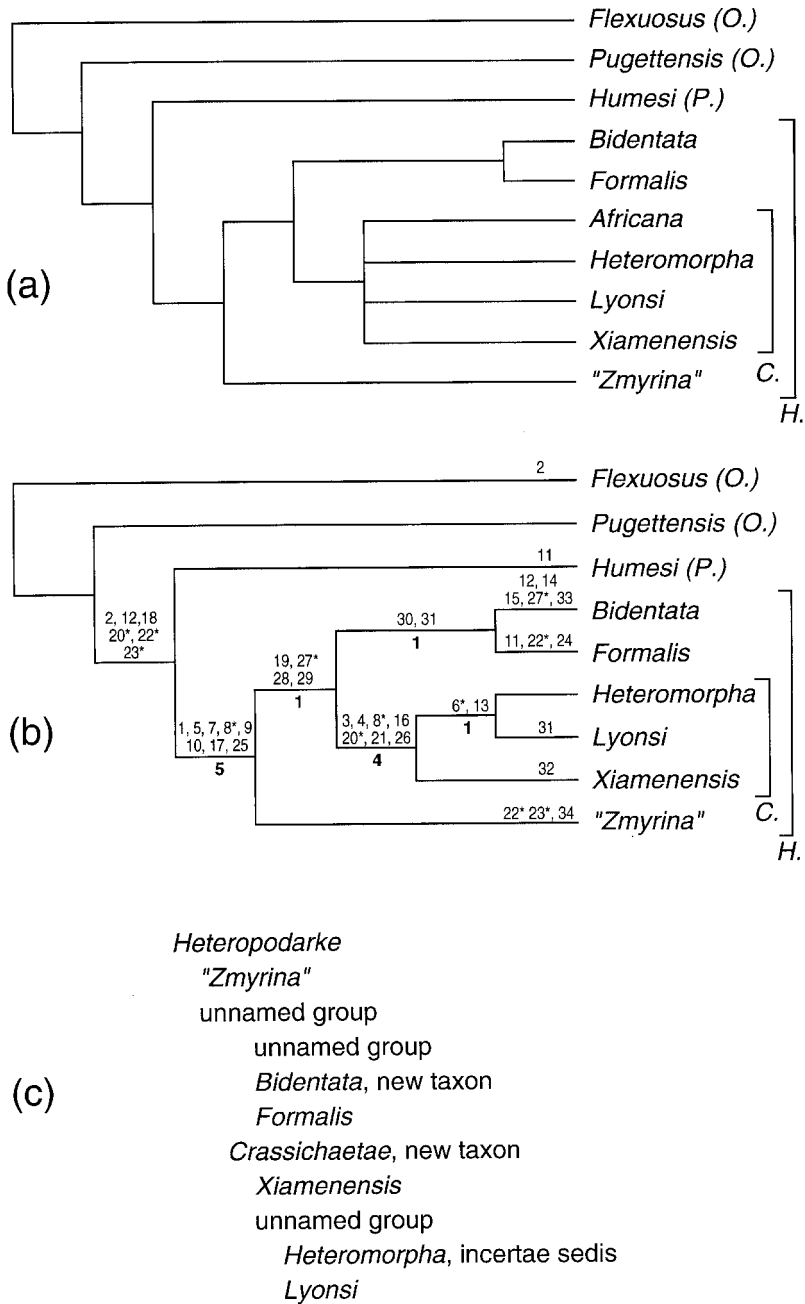 Flexuosus (O.)
Pugettensis (O.)
Humesi (P.)
Bidentata
Formalis
Africana
(a)
Heteromorpha
Lyonsi
Xiamenensis
"Zmyrina"
C.
H.
2
Flexuosus (O.)
Pugettensis (O.)
11
Humesi (P.)
12, 14
15, 27*, 33
Bidentata
2, 12,18
20*, 22*
23*
30, 31
1
11, 22*, 24
Formalis
19, 27*
28, 29
1
Heteromorpha
6*, 13
1
(b)
1, 5, 7, 8*, 9
10, 17, 25
5
3, 4, 8*, 16
20*, 21, 26
4
31
Lyonsi
32
Xiamenensis
22* 23*, 34
"Zmyrina"
C.
H.
Heteropodarke
"Zmyrina"
unnamed group
unnamed group
(c)
Bidentata, new taxon
Formalis
Crassichaetae, new taxon
Xiamenensis
unnamed group
Heteromorpha, incertae sedis
Lyonsi